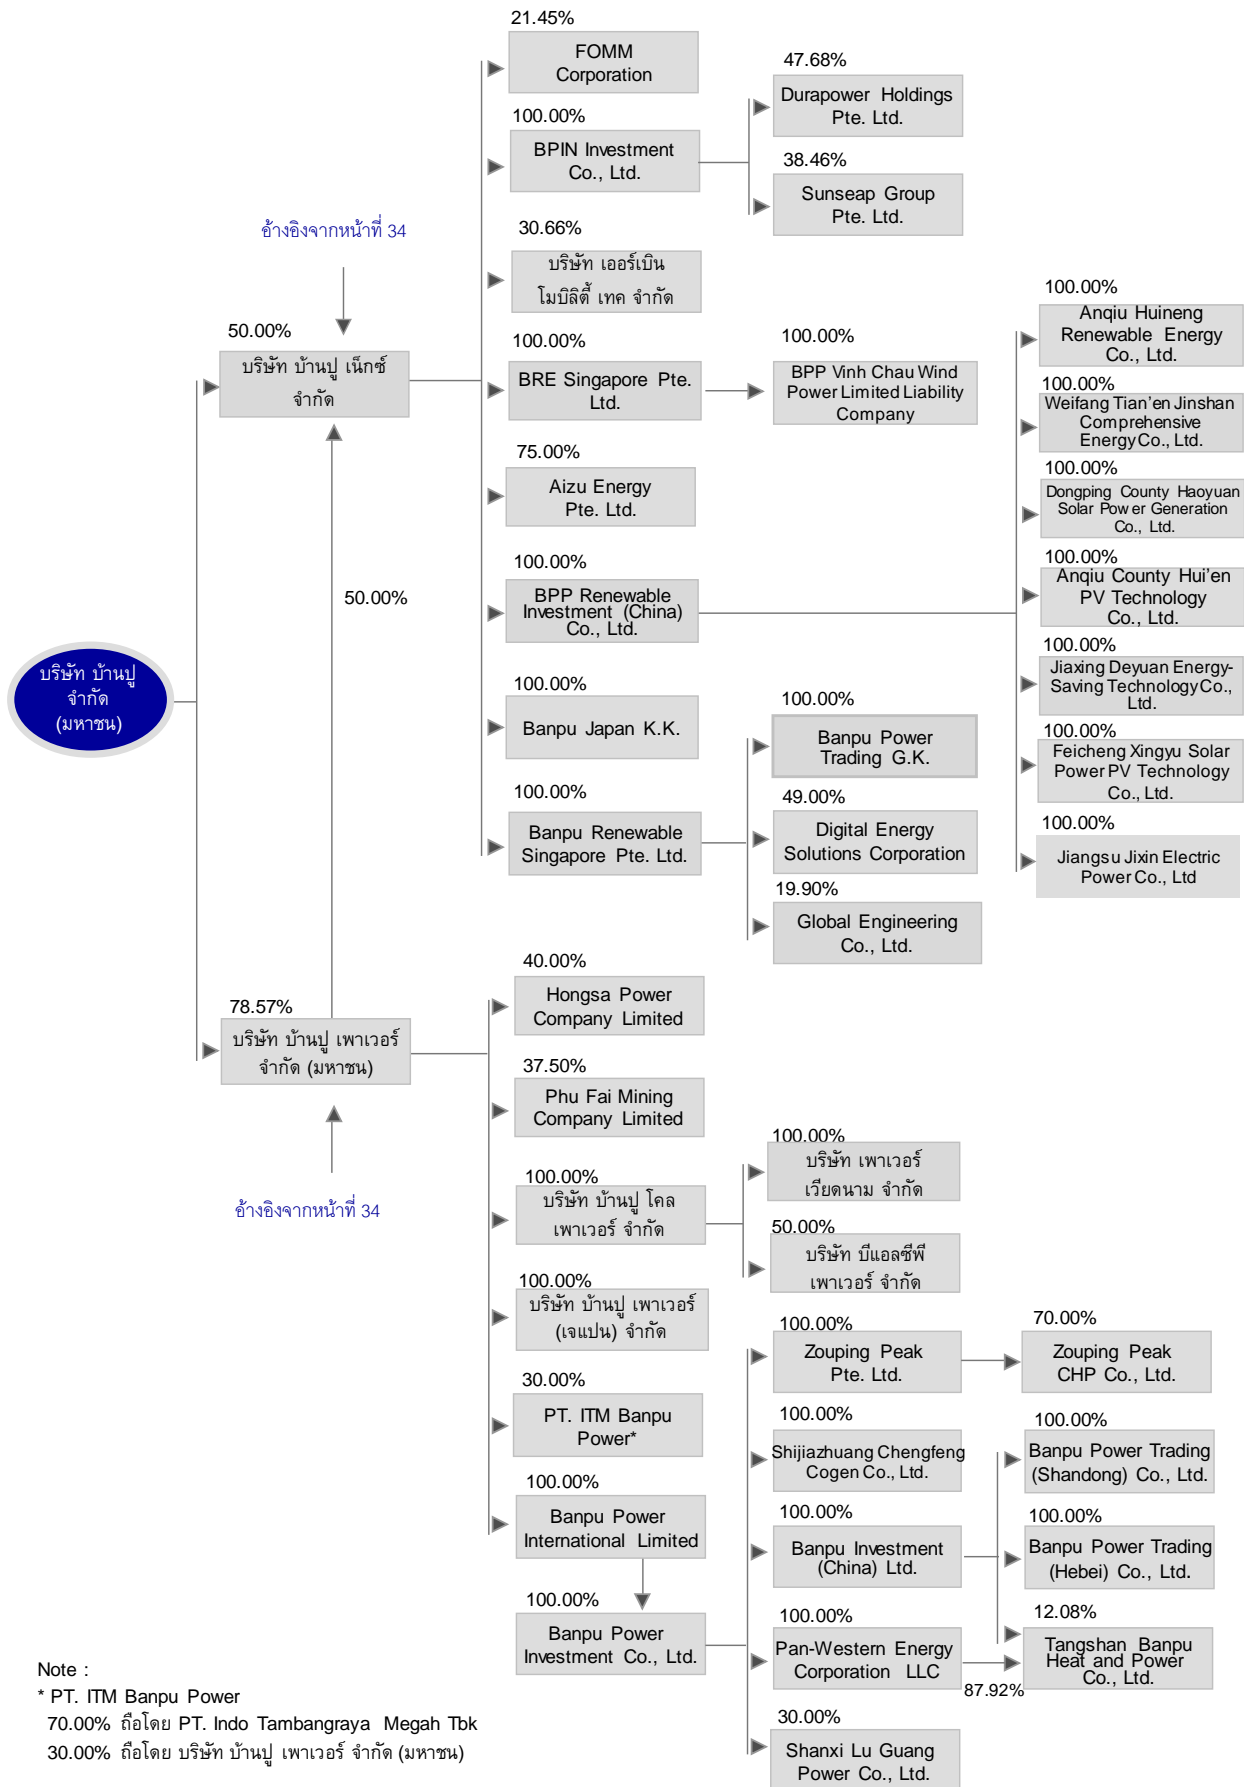 21.45%
FOMM
Corporation
47.68%
Durapower Holdings
Pte. Ltd.
100.00%
BPIN Investment
Co., Ltd.
38.46%
Sunseap Group
Pte. Ltd.
อ้างอิงจากหน้าที่ 34
30.66%
บริษัท เออร์เบิน
โมบิลิตี้ เทค จำกัด
50.00%
บริษัท บ้านปู เน็กซ์
จำกัด
100.00%
BRE Singapore Pte.
Ltd.
100.00%
BPP Vinh Chau Wind
Power Limited Liability
Company
75.00%
Aizu Energy
Pte. Ltd.
100.00%
BPP Renewable
Investment (China)
Co., Ltd.
100.00%
Anqiu Huineng
Renewable Energy
Co., Ltd.
100.00%
Weifang Tian'en Jinshan
Comprehensive
Energy Co., Ltd.
100.00%
Dongping County Haoyuan
Solar Power Generation
Co., Ltd.
100.00%
Anqiu County Hui'en
PV Technology
Co., Ltd.
100.00%
Jiaxing Deyuan Energy-
Saving Technology Co.,
Ltd.
100.00%
Feicheng Xingyu Solar
Power PV Technology
Co., Ltd.
100.00%
Jiangsu Jixin Electric
Power Co., Ltd
50.00%
บริษัท บ้านปู
จำกัด
(มหาชน)
100.00%
Banpu Japan K.K.
100.00%
Banpu Renewable
Singapore Pte. Ltd.
100.00%
Banpu Power
Trading G.K.
49.00%
Digital Energy
Solutions Corporation
19.90%
Global Engineering
Co., Ltd.
78.57%
บริษัท บ้านปู เพาเวอร์
จำกัด (มหาชน)
อ้างอิงจากหน้าที่ 34
40.00%
Hongsa Power
Company Limited
37.50%
Phu Fai Mining
Company Limited
100.00%
บริษัท บ้านปู โคล
เพาเวอร์ จำกัด
100.00%
บริษัท เพาเวอร์
เวียดนาม จำกัด
50.00%
บริษัท บีแอลซีพี
เพาเวอร์ จำกัด
100.00%
บริษัท บ้านปู เพาเวอร์
(เจแปน) จำกัด
30.00%
PT. ITM Banpu
Power*
100.00%
Banpu Power
International Limited
100.00%
Banpu Power
Investment Co., Ltd.
100.00%
Zouping Peak
Pte. Ltd.
70.00%
Zouping Peak
CHP Co., Ltd.
100.00%
Shijiazhuang Chengfeng
Cogen Co., Ltd.
100.00%
Banpu Investment
(China) Ltd.
100.00%
Banpu Power Trading
(Shandong) Co., Ltd.
100.00%
Banpu Power Trading
(Hebei) Co., Ltd.
100.00%
Pan-Western Energy
Corporation LLC
12.08%
Tangshan Banpu
Heat and Power
Co., Ltd.
87.92%
30.00%
Shanxi Lu Guang
Power Co., Ltd.
Note :
* PT. ITM Banpu Power
70.00% ถือโดย PT. Indo Tambangraya Megah Tbk
30.00% ถือโดย บริษัท บ้านปู เพาเวอร์ จำกัด (มหาชน)